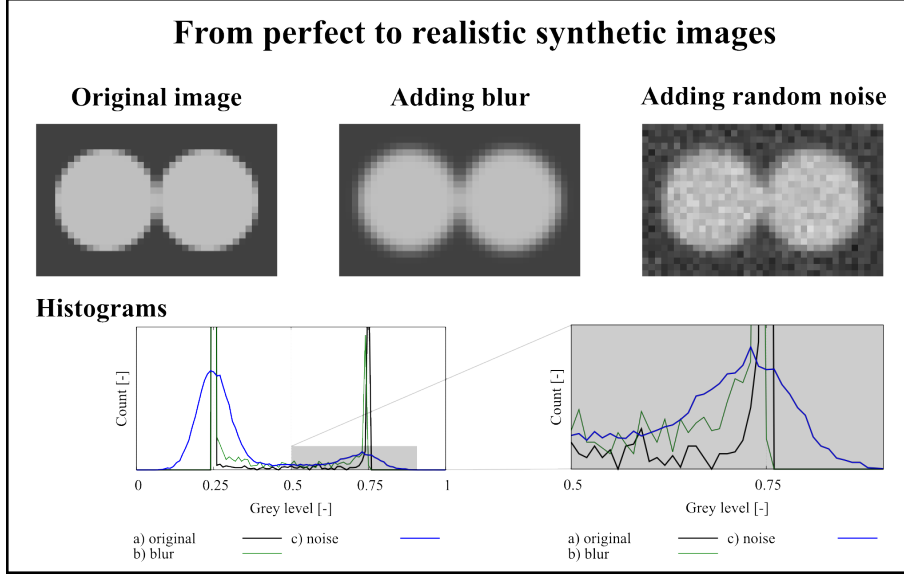 From perfect to realistic synthetic images
Original image
Adding blur
Adding random noise
Histograms
Count [-]
0
0.25
0.5
0.75
1
Grey level [-]
a) original
c) noise
b) blur
Count [-]
0.5
0.75
Grey level [-]
a) original
c) noise
b) blur